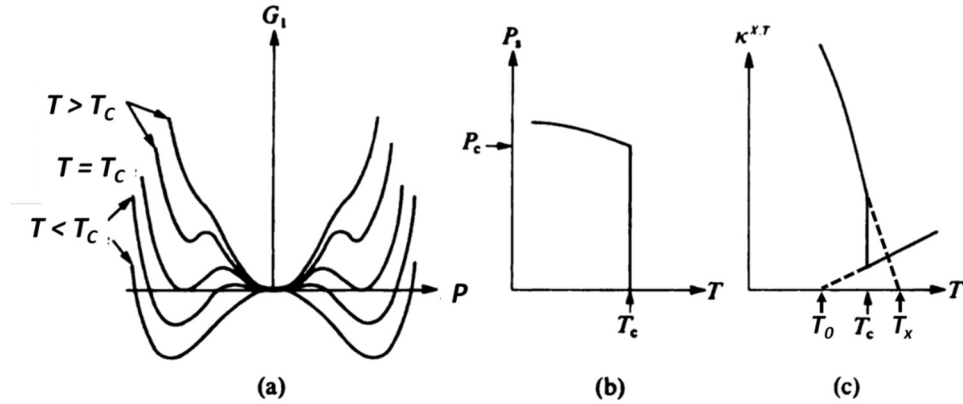 G₁
T > T_C
T = T_C
T < T_C
P
(a)
P_s
P_c
T
T_c
(b)
κ^{X,T}
T
T_0
T_c
T_x
(c)